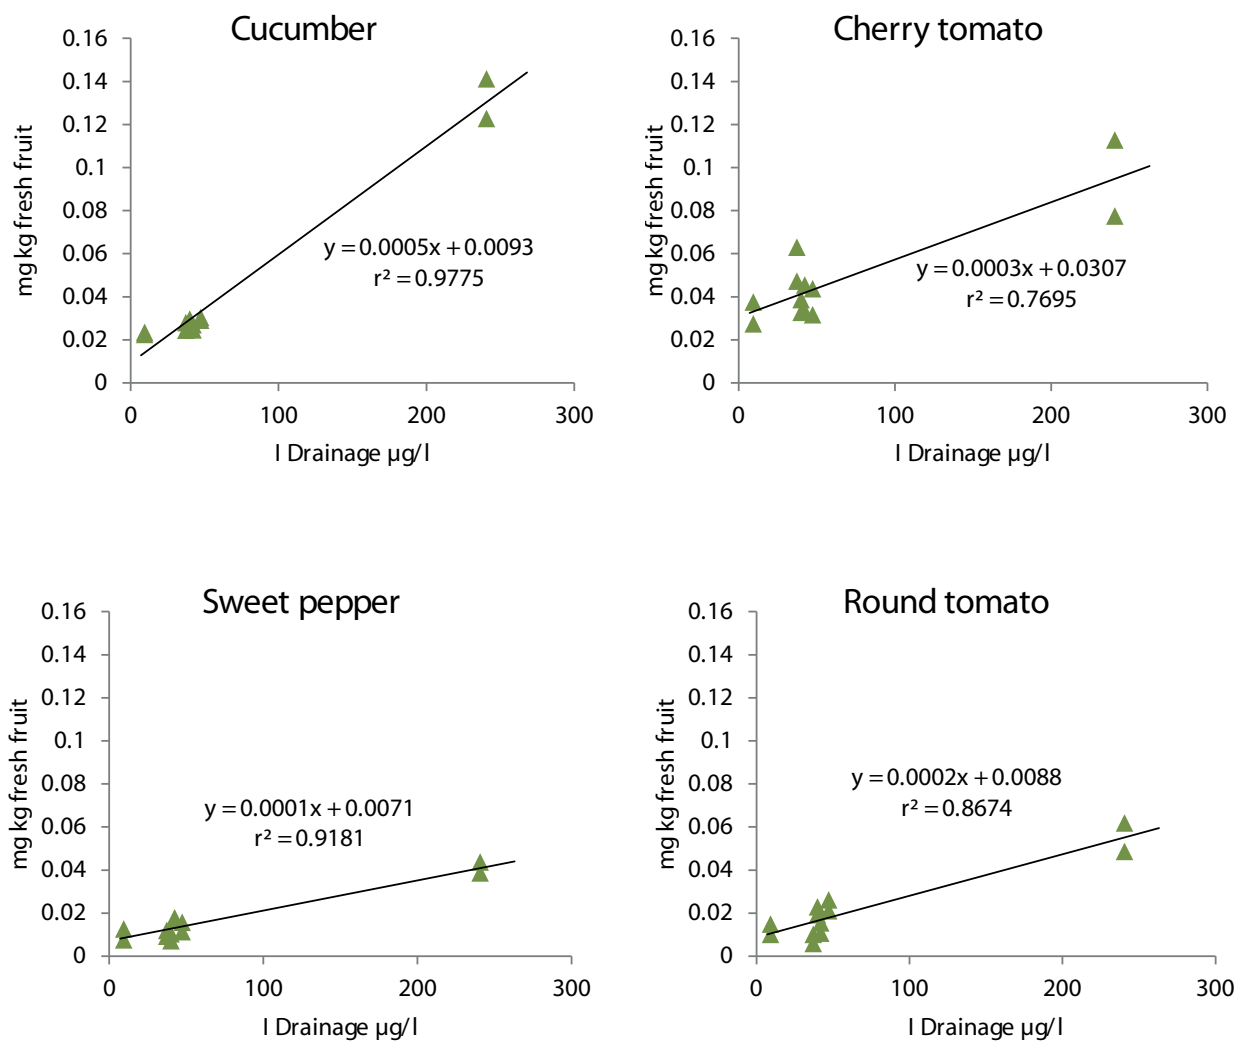 Cucumber
0.16
0.14
0.12
0.1
0.08
0.06
0.04
0.02
0
mg kg fresh fruit
y = 0.0005x + 0.0093
r² = 0.9775
0 100 200 300
I Drainage µg/l
Cherry tomato
0.16
0.14
0.12
0.1
0.08
0.06
0.04
0.02
0
mg kg fresh fruit
y = 0.0003x + 0.0307
r² = 0.7695
0 100 200 300
I Drainage µg/l
Sweet pepper
0.16
0.14
0.12
0.1
0.08
0.06
0.04
0.02
0
mg kg fresh fruit
y = 0.0001x + 0.0071
r² = 0.9181
0 100 200 300
I Drainage µg/l
Round tomato
0.16
0.14
0.12
0.1
0.08
0.06
0.04
0.02
0
mg kg fresh fruit
y = 0.0002x + 0.0088
r² = 0.8674
0 100 200 300
I Drainage µg/l